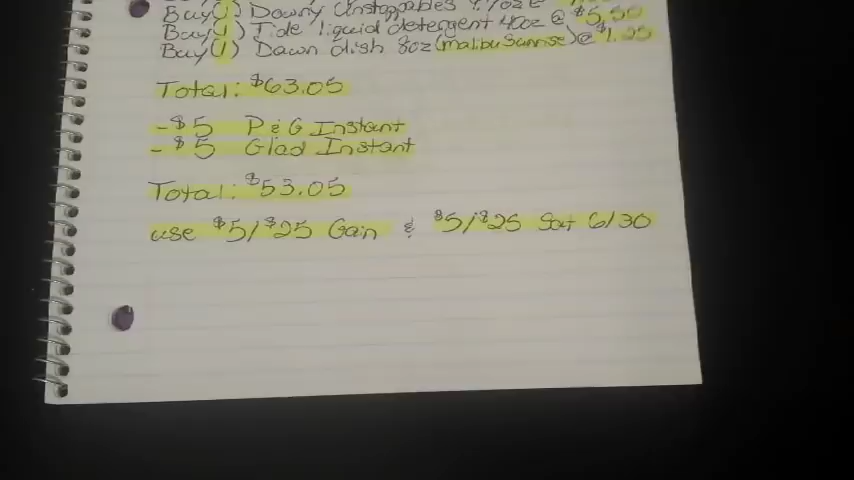 Buy(1) Downy Unstoppables
Buy(1) Tide liquid detergent 40oz @ $5.50
Buy(1) Dawn dish 8oz(malibu Sunrise)@ $1.25
Total: $63.05
-$5 P&G Instant
-$5 Glad Instant
Total: $53.05
use $5/$25 Gain & $5/$25 Sat 6/30